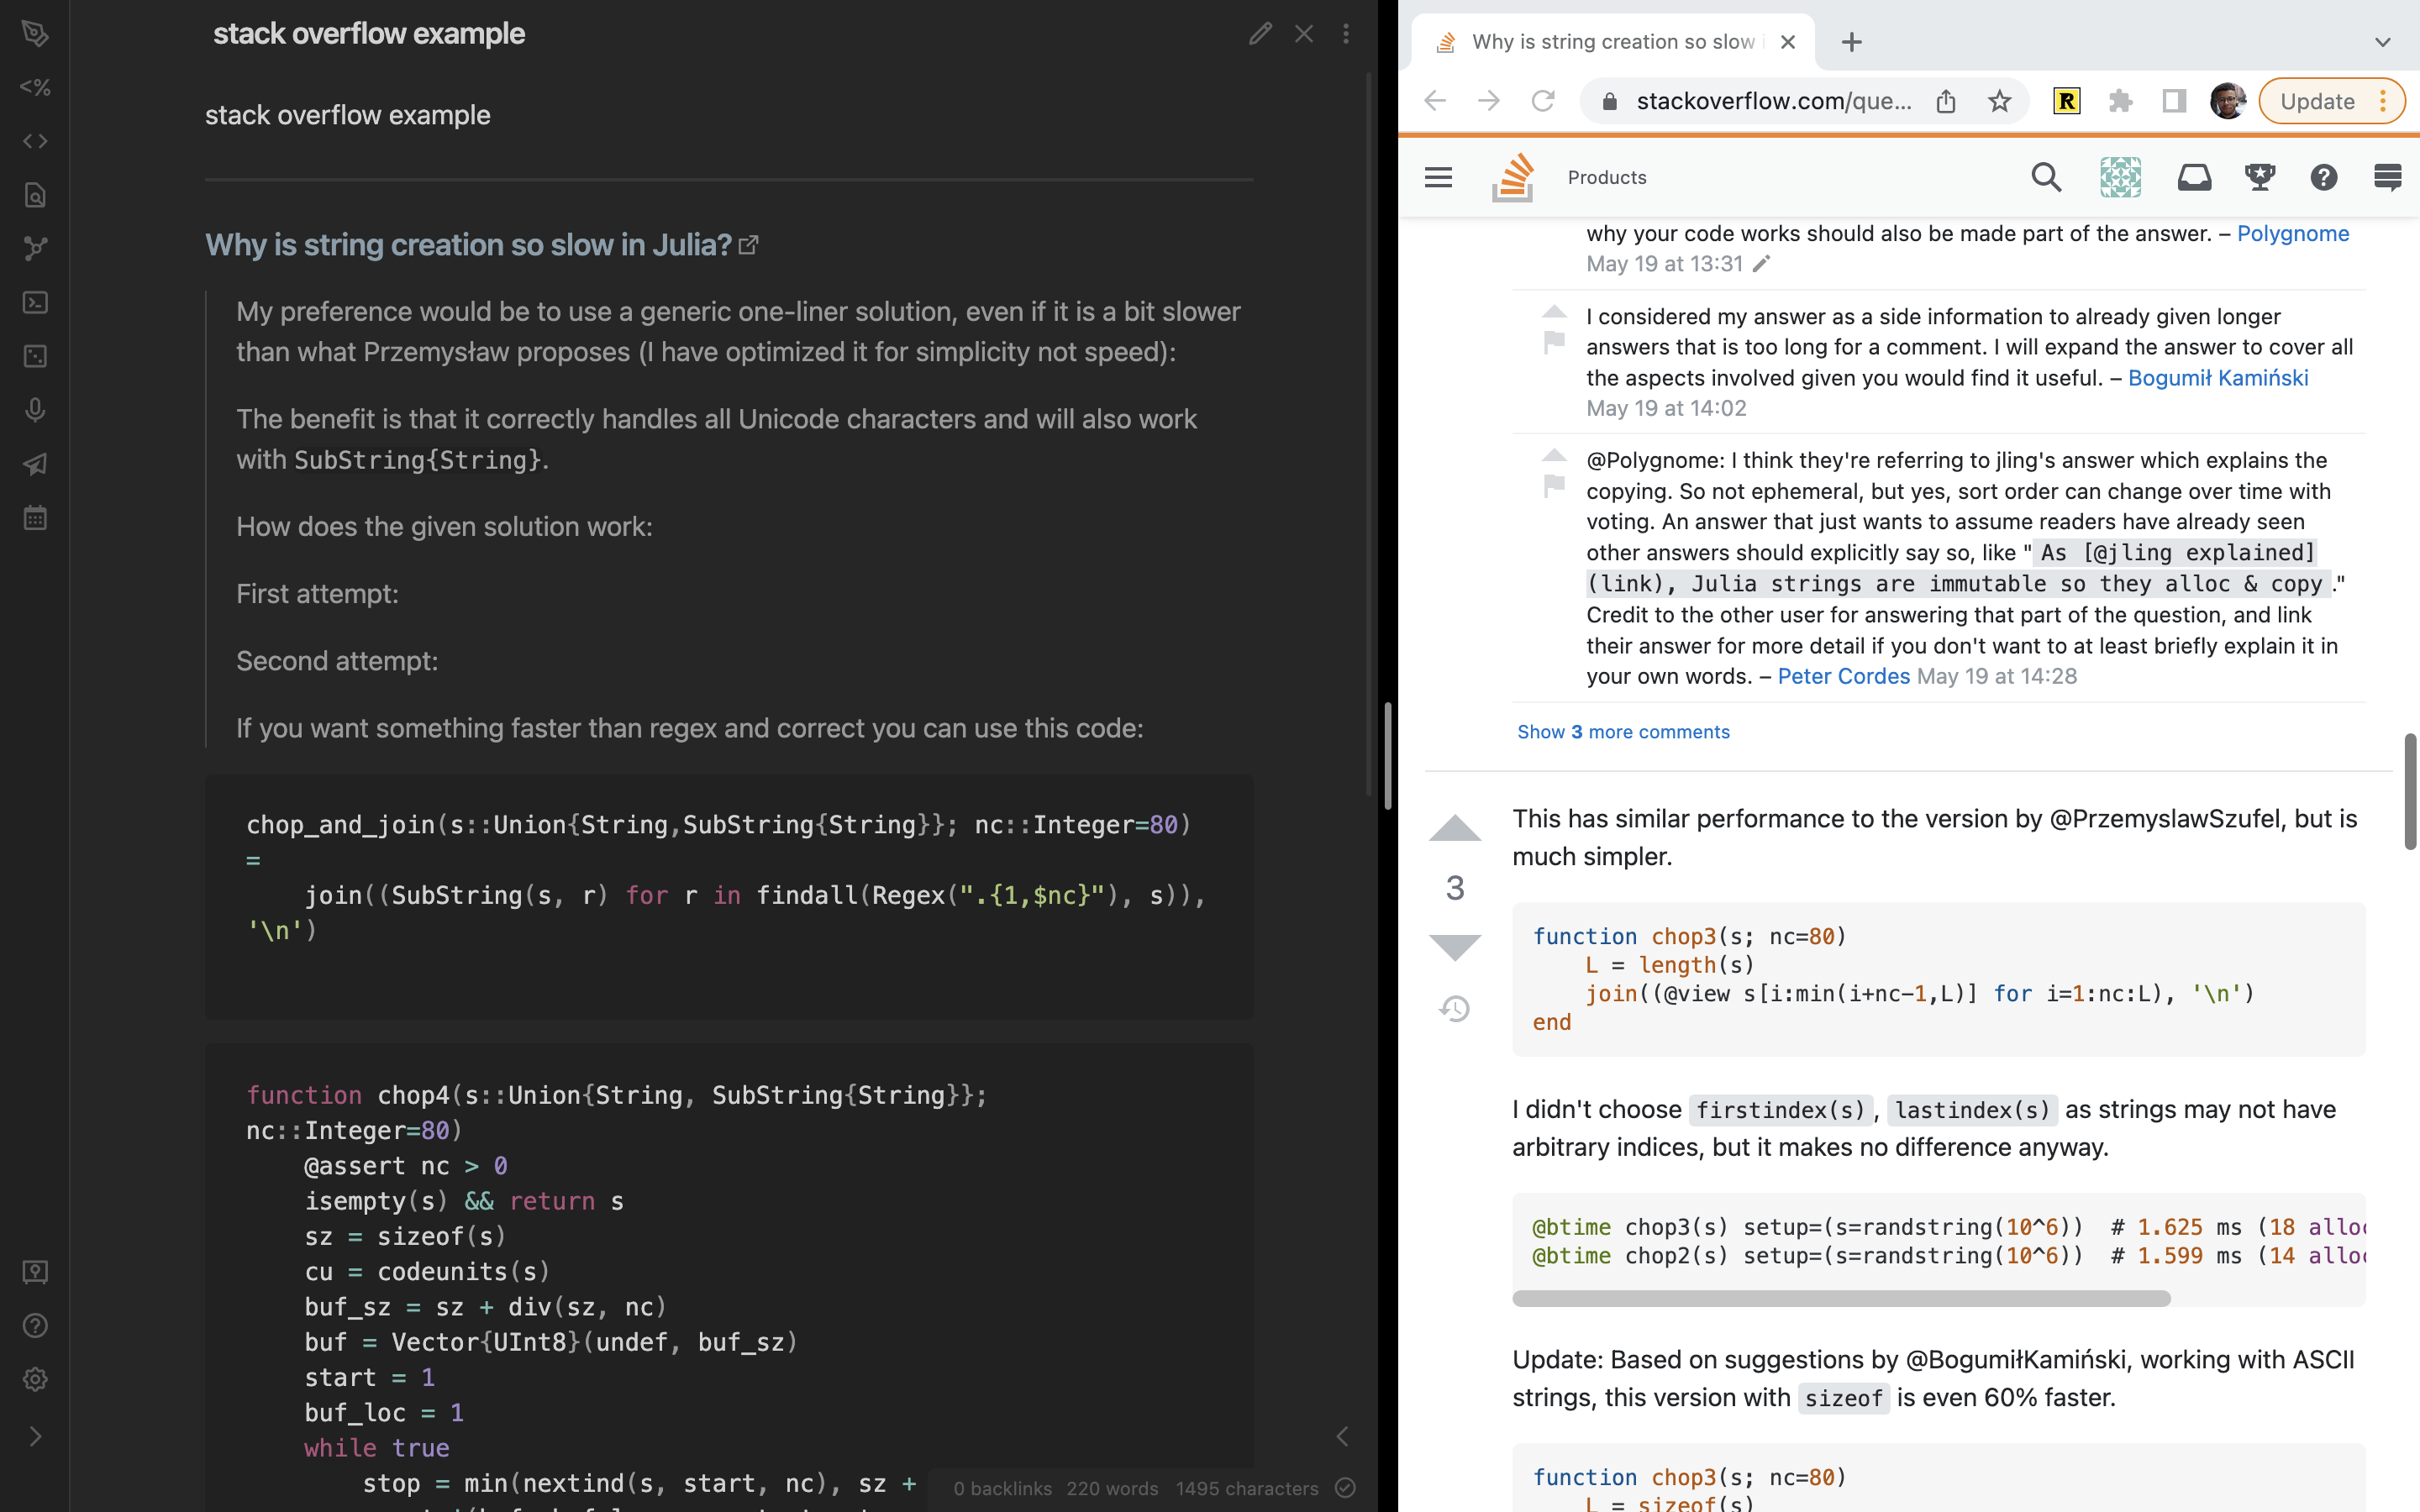 stack overflow example
stack overflow example
Why is string creation so slow in Julia?
My preference would be to use a generic one-liner solution, even if it is a bit slower
than what Przemysław proposes (I have optimized it for simplicity not speed):
The benefit is that it correctly handles all Unicode characters and will also work
with SubString{String}.
How does the given solution work:
First attempt:
Second attempt:
If you want something faster than regex and correct you can use this code:
chop_and_join(s::Union{String,SubString{String}}; nc::Integer=80)
=
    join((SubString(s, r) for r in findall(Regex(".{1,$nc}"), s)),
'\n')
function chop4(s::Union{String, SubString{String}};
nc::Integer=80)
    @assert nc > 0
    isempty(s) && return s
    sz = sizeof(s)
    cu = codeunits(s)
    buf_sz = sz + div(sz, nc)
    buf = Vector{UInt8}(undef, buf_sz)
    start = 1
    buf_loc = 1
    while true
        stop = min(nextind(s, start, nc), sz +
0 backlinks 220 words 1495 characters
Why is string creation so slow
stackoverflow.com/que...
R
Update
Products
why your code works should also be made part of the answer. – Polygnome
May 19 at 13:31
I considered my answer as a side information to already given longer
answers that is too long for a comment. I will expand the answer to cover all
the aspects involved given you would find it useful. – Bogumił Kamiński
May 19 at 14:02
@Polygnome: I think they're referring to jling's answer which explains the
copying. So not ephemeral, but yes, sort order can change over time with
voting. An answer that just wants to assume readers have already seen
other answers should explicitly say so, like "As [@jling explained]
(link), Julia strings are immutable so they alloc & copy."
Credit to the other user for answering that part of the question, and link
their answer for more detail if you don't want to at least briefly explain it in
your own words. – Peter Cordes May 19 at 14:28
Show 3 more comments
This has similar performance to the version by @PrzemyslawSzufel, but is
much simpler.
3
function chop3(s; nc=80)
    L = length(s)
    join((@view s[i:min(i+nc-1,L)] for i=1:nc:L), '\n')
end
I didn't choose firstindex(s), lastindex(s) as strings may not have
arbitrary indices, but it makes no difference anyway.
@btime chop3(s) setup=(s=randstring(10^6))  # 1.625 ms (18 alloc
@btime chop2(s) setup=(s=randstring(10^6))  # 1.599 ms (14 alloc
Update: Based on suggestions by @BogumiłKamiński, working with ASCII
strings, this version with sizeof is even 60% faster.
function chop3(s; nc=80)
    L = sizeof(s)